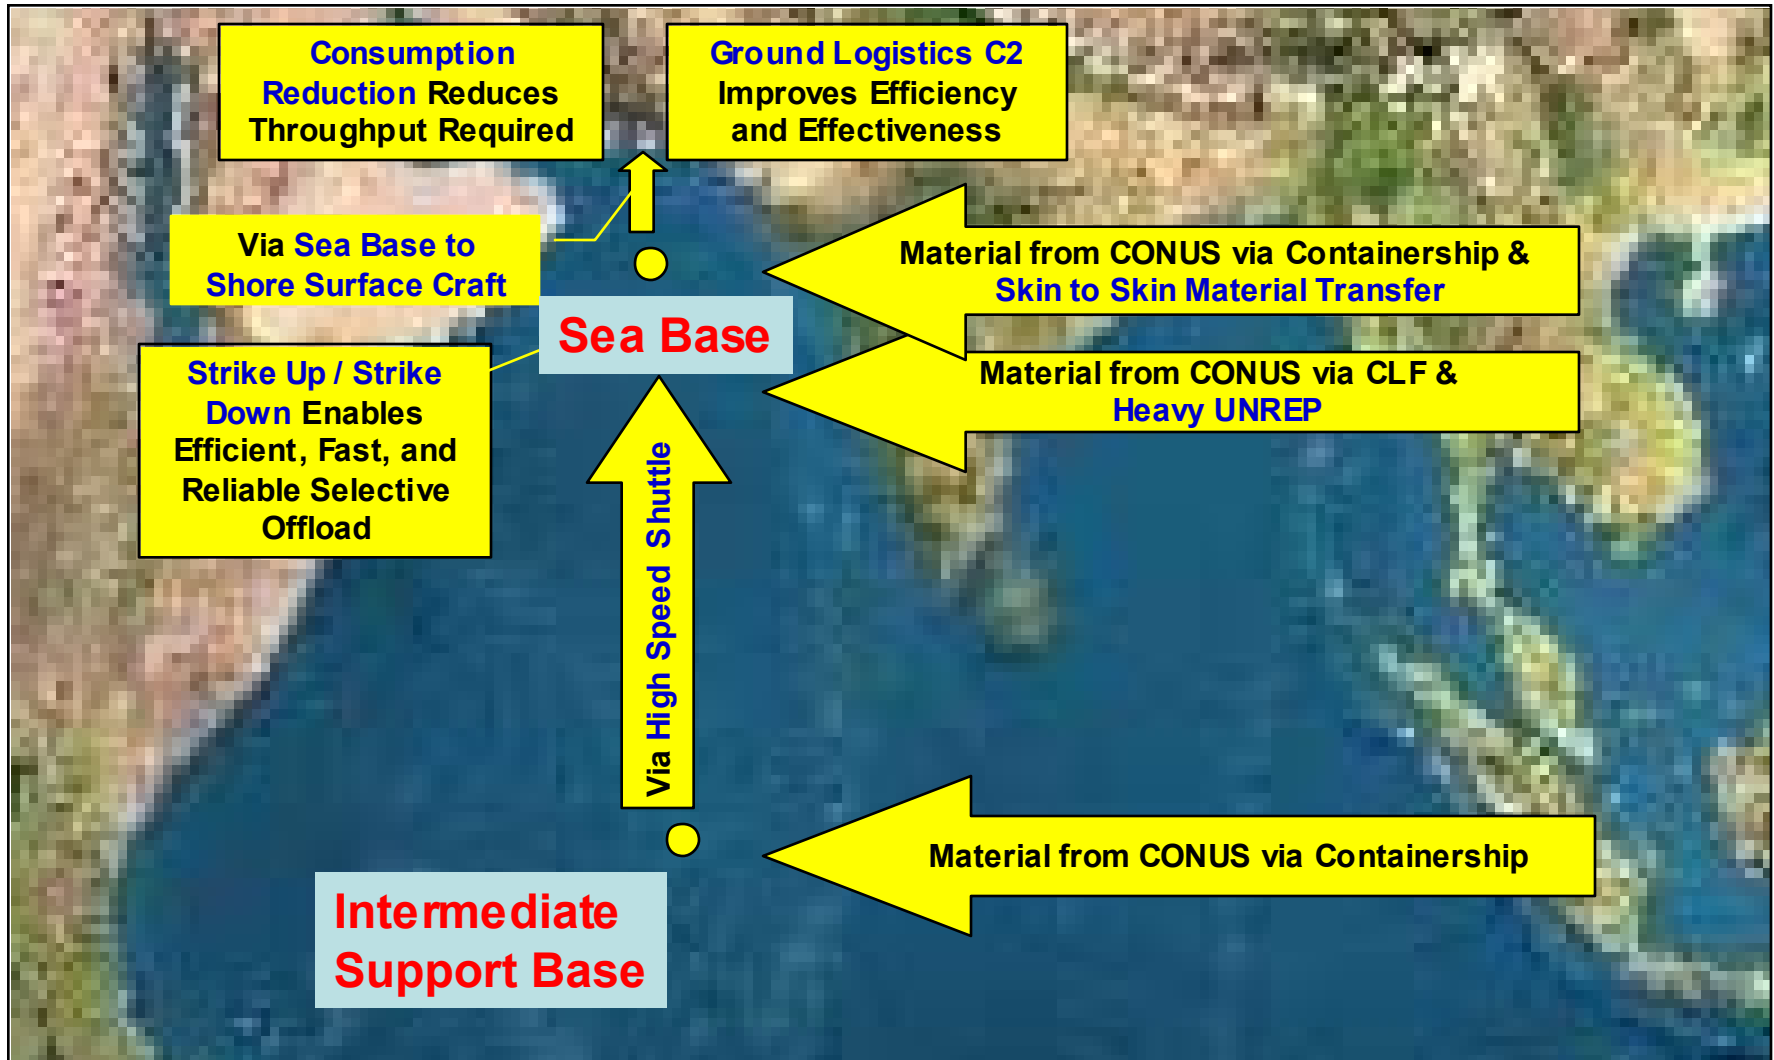 Consumption
Reduction Reduces
Throughput Required
Ground Logistics C2
Improves Efficiency
and Effectiveness
Via Sea Base to
Shore Surface Craft
Material from CONUS via Containership &
Skin to Skin Material Transfer
Sea Base
Strike Up / Strike
Down Enables
Efficient, Fast, and
Reliable Selective
Offload
Material from CONUS via CLF &
Heavy UNREP
Via High Speed Shuttle
Material from CONUS via Containership
Intermediate
Support Base